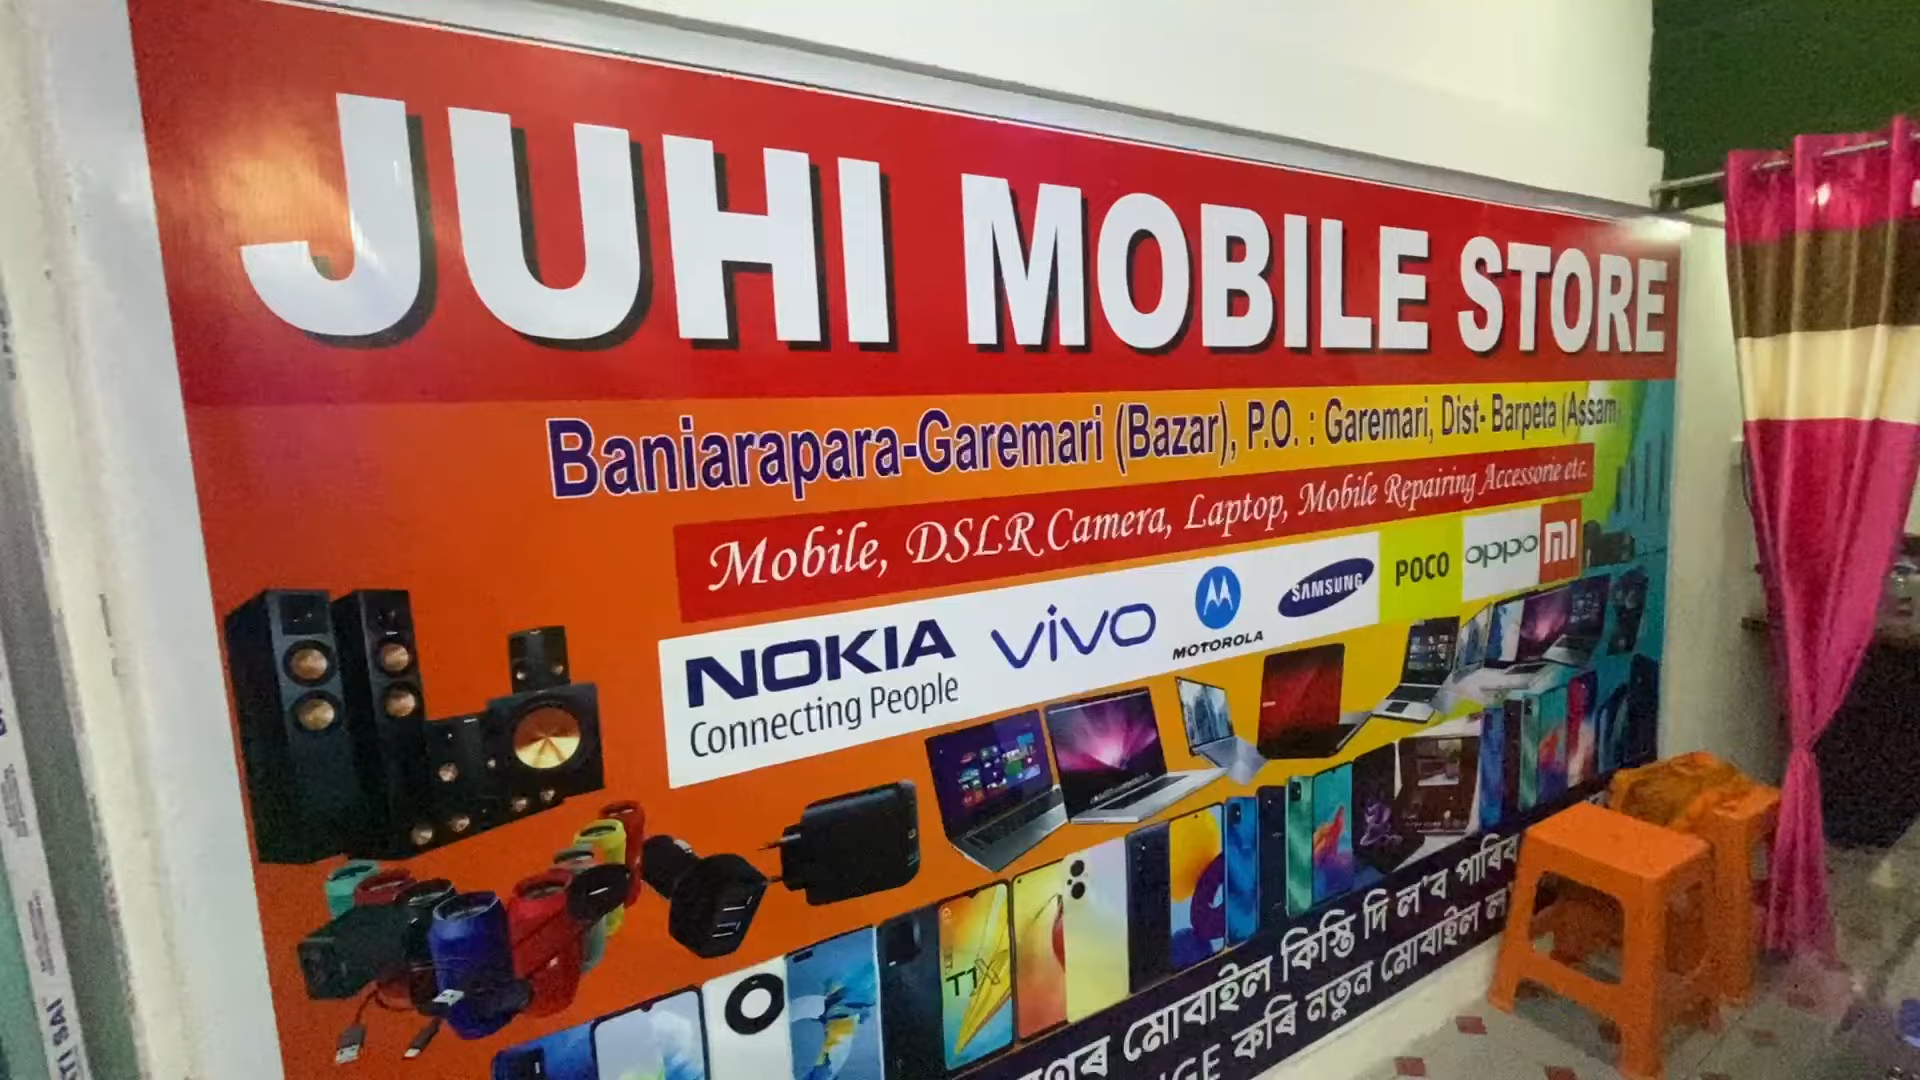 JUHI MOBILE STORE
Baniarapara-Garemari (Bazar), P.O. : Garemari, Dist- Barpeta (Assam
Mobile, DSLR Camera, Laptop, Mobile Repairing Accessorie etc.
NOKIA
Connecting People
vivo
MOTOROLA
SAMSUNG
POCO
oppo
MI
T1X
মোবাইল কিস্তি দি ল'ব পাৰিব
কৰি নতুন মোবাইল